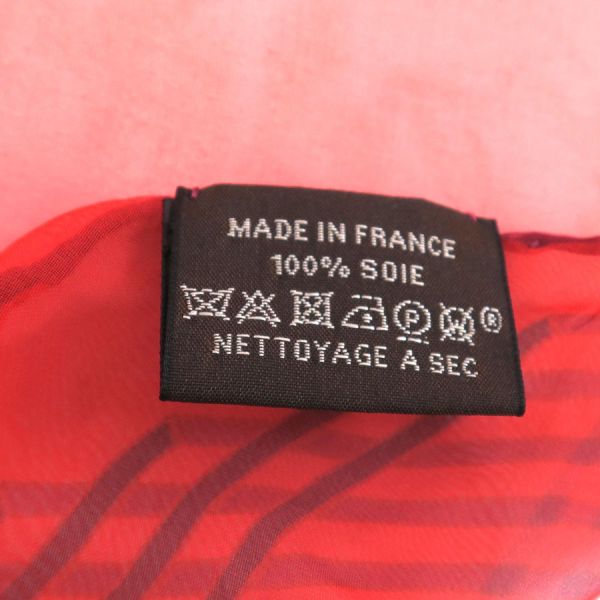 MADE IN FRANCE
100% SOIE
P W ®
NETTOYAGE A SEC